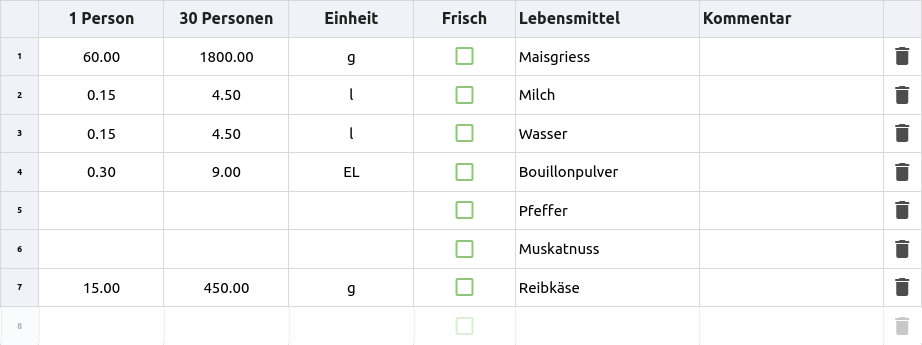 1 Person 30 Personen Einheit Frisch Lebensmittel Kommentar
1 60.00 1800.00 g Maisgriess
2 0.15 4.50 l Milch
3 0.15 4.50 l Wasser
4 0.30 9.00 EL Bouillonpulver
5 Pfeffer
6 Muskatnuss
7 15.00 450.00 g Reibkäse
8